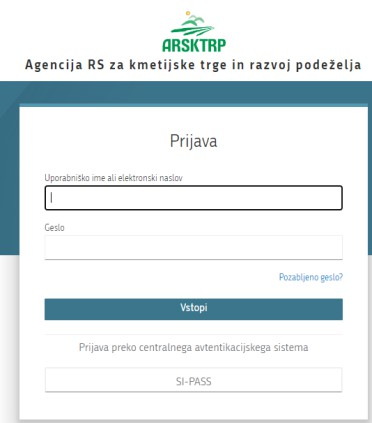 ARSKTRP
Agencija RS za kmetijske trge in razvoj podeželja
Prijava
Uporabniško ime ali elektronski naslov
Geslo
Pozabljeno geslo?
Vstopi
Prijava preko centralnega avtentikacijskega sistema
SI-PASS